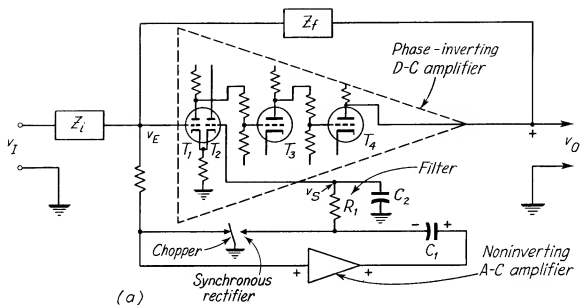 Z_f
Phase-inverting
D-C amplifier
Z_i
v_I
v_E
T_1
T_2
T_3
T_4
+
v_O
Filter
v_S
R_1
C_2
Chopper
Synchronous
rectifier
- C_1 +
+ +
Noninverting
A-C amplifier
(a)